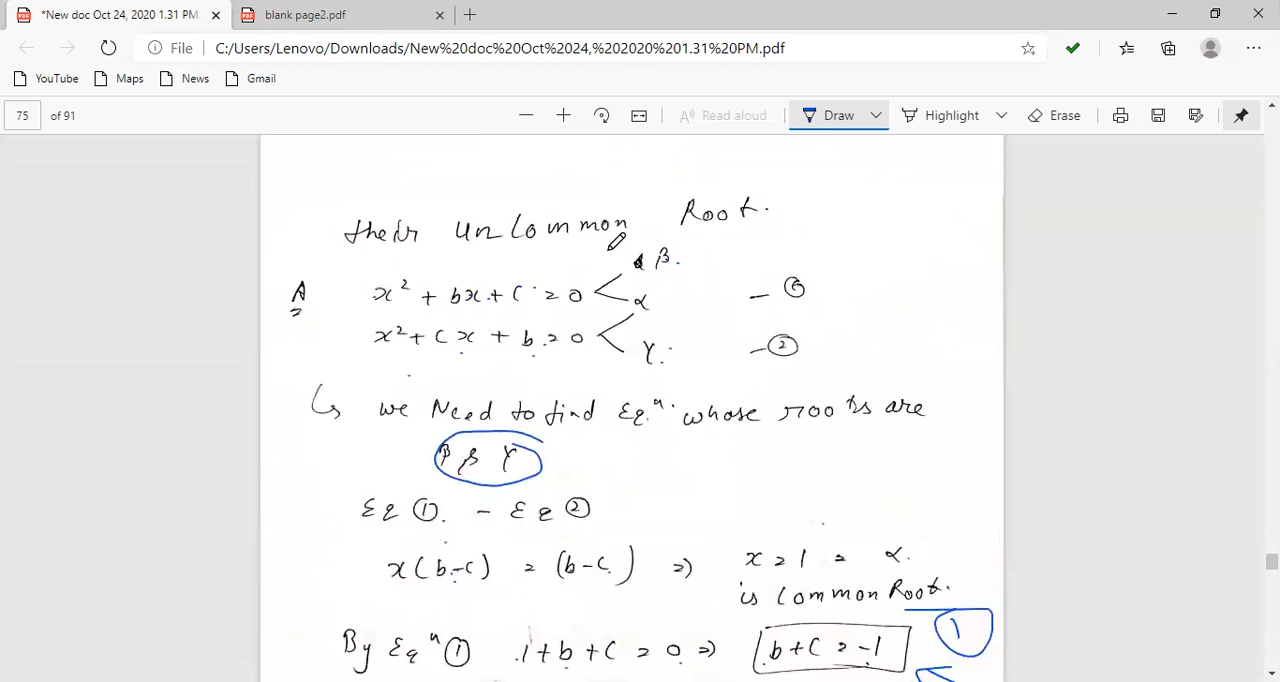 *New doc Oct 24, 2020 1.31 PM.
blank page2.pdf
File C:/Users/Lenovo/Downloads/New%20doc%20Oct%2024,%202020%201.31%20PM.pdf
YouTube Maps News Gmail
75 of 91 Read aloud Draw Highlight Erase
their uncommon Root.
β.
A x² + bx + c = 0 α — ①
x² + cx + b = 0 γ. — ②
↳ we Need to find Eqⁿ. whose roots are
β γ
Eq ①. - Eq ②
x(b-c) = (b-c) ⇒ x = 1 = α.
is common Root.
By Eqⁿ ① 1+b+c = 0 ⇒ b+c = -1 1